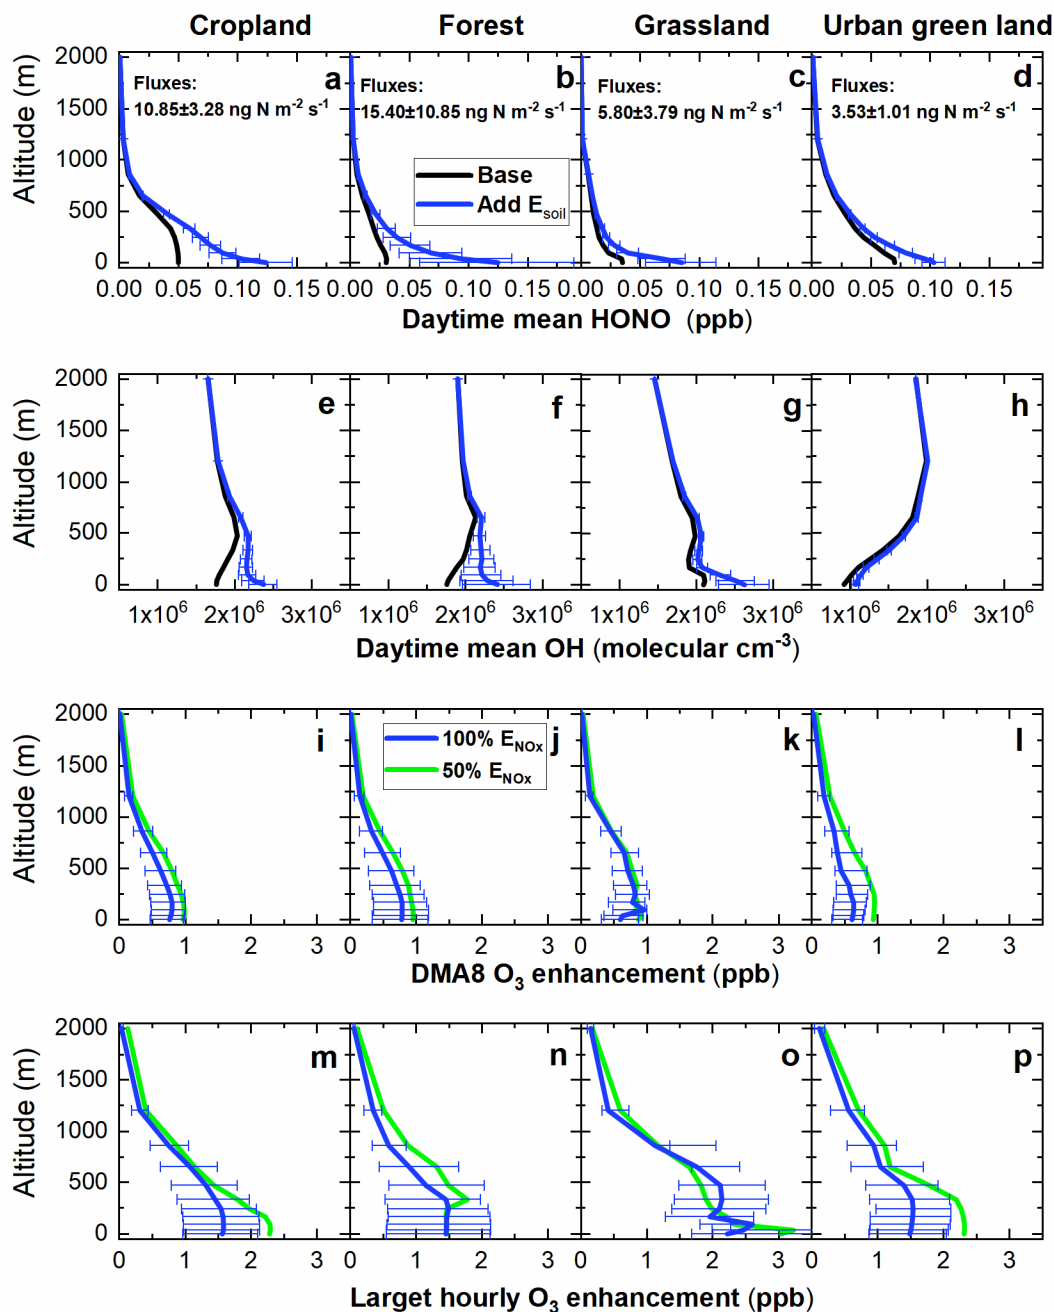 Cropland Forest Grassland Urban green land
2000 1500 1000 500 0
Altitude (m)
a
Fluxes:
10.85±3.28 ng N m⁻² s⁻¹
b
Fluxes:
15.40±10.85 ng N m⁻² s⁻¹
c
Fluxes:
5.80±3.79 ng N m⁻² s⁻¹
d
Fluxes:
3.53±1.01 ng N m⁻² s⁻¹
Base
Add E_soil
0.00 0.05 0.10 0.15 0.00 0.05 0.10 0.15 0.00 0.05 0.10 0.15 0.00 0.05 0.10 0.15
Daytime mean HONO (ppb)
2000 1500 1000 500 0
Altitude (m)
e f g h
1x10⁶ 2x10⁶ 3x10⁶ 1x10⁶ 2x10⁶ 3x10⁶ 1x10⁶ 2x10⁶ 3x10⁶ 1x10⁶ 2x10⁶ 3x10⁶
Daytime mean OH (molecular cm⁻³)
2000 1500 1000 500 0
Altitude (m)
i j k l
100% E_NOx
50% E_NOx
0 1 2 3 0 1 2 3 0 1 2 3 0 1 2 3
DMA8 O₃ enhancement (ppb)
2000 1500 1000 500 0
Altitude (m)
m n o p
0 1 2 3 0 1 2 3 0 1 2 3 0 1 2 3
Larget hourly O₃ enhancement (ppb)